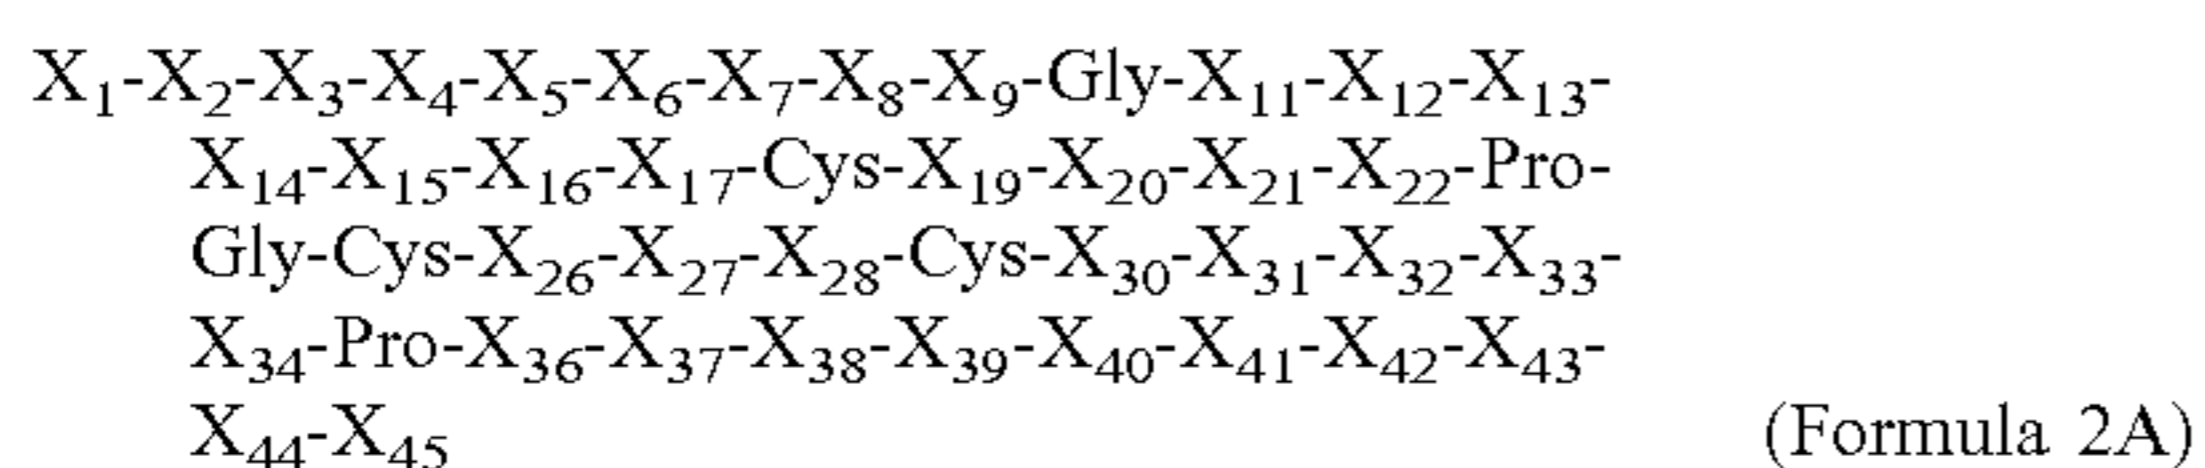 X₁-X₂-X₃-X₄-X₅-X₆-X₇-X₈-X₉-Gly-X₁₁-X₁₂-X₁₃-
X₁₄-X₁₅-X₁₆-X₁₇-Cys-X₁₉-X₂₀-X₂₁-X₂₂-Pro-
Gly-Cys-X₂₆-X₂₇-X₂₈-Cys-X₃₀-X₃₁-X₃₂-X₃₃-
X₃₄-Pro-X₃₆-X₃₇-X₃₈-X₃₉-X₄₀-X₄₁-X₄₂-X₄₃-
X₄₄-X₄₅ (Formula 2A)